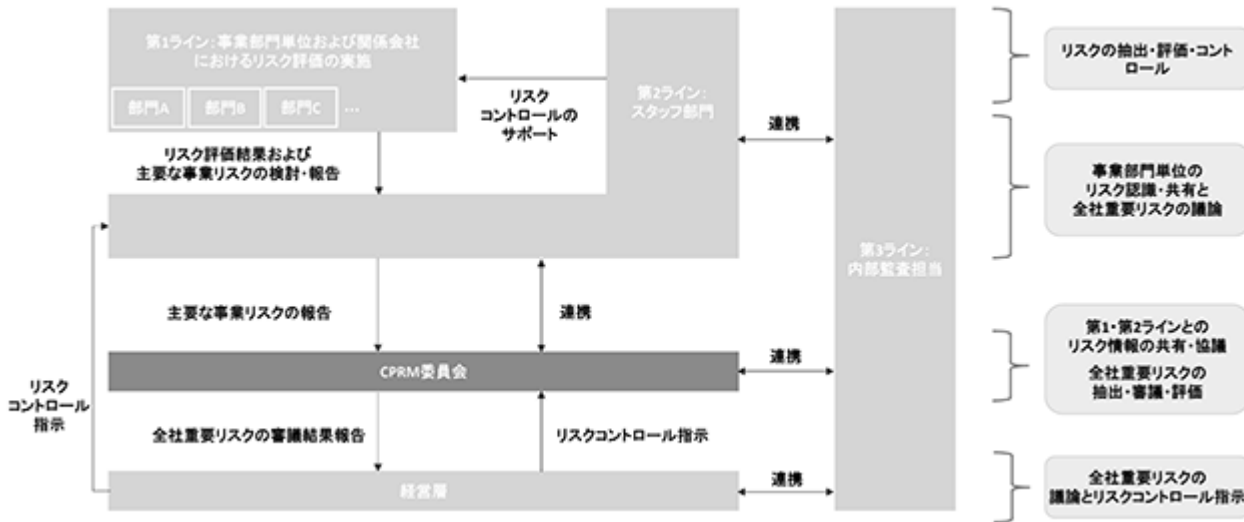 第1ライン：事業部門単位および関係会社
におけるリスク評価の実施
部門A
部門B
部門C
…
リスク
コントロールの
サポート
第2ライン：
スタッフ部門
連携
リスクの抽出・評価・コント
ロール
リスク評価結果および
主要な事業リスクの検討・報告
事業部門単位の
リスク認識・共有と
全社重要リスクの議論
第3ライン：
内部監査担当
主要な事業リスクの報告
連携
CPRM委員会
連携
第1・第2ラインとの
リスク情報の共有・協議
全社重要リスクの
抽出・審議・評価
リスク
コントロール
指示
全社重要リスクの審議結果報告
リスクコントロール指示
経営層
連携
全社重要リスクの
議論とリスクコントロール指示